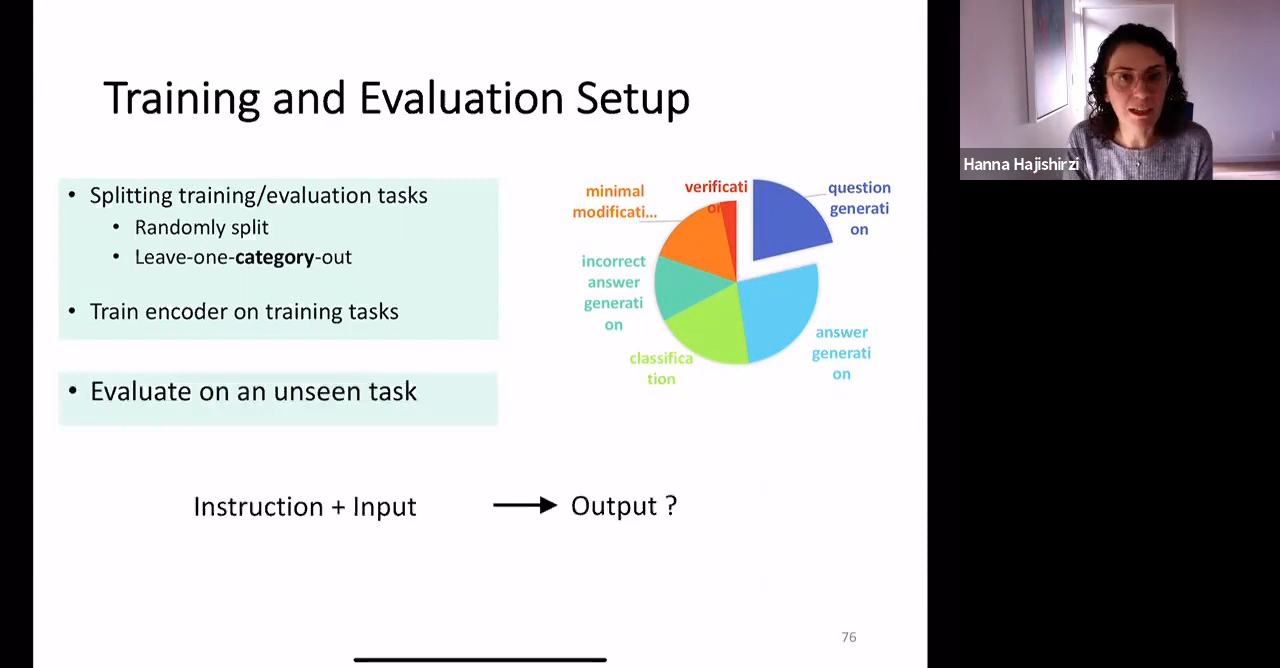 Training and Evaluation Setup
• Splitting training/evaluation tasks
• Randomly split
• Leave-one-category-out
• Train encoder on training tasks
• Evaluate on an unseen task
minimal
modificati...
verificati
on
question
generati
on
incorrect
answer
generati
on
answer
generati
on
classifica
tion
Instruction + Input
Output ?
76
Hanna Hajishirzi